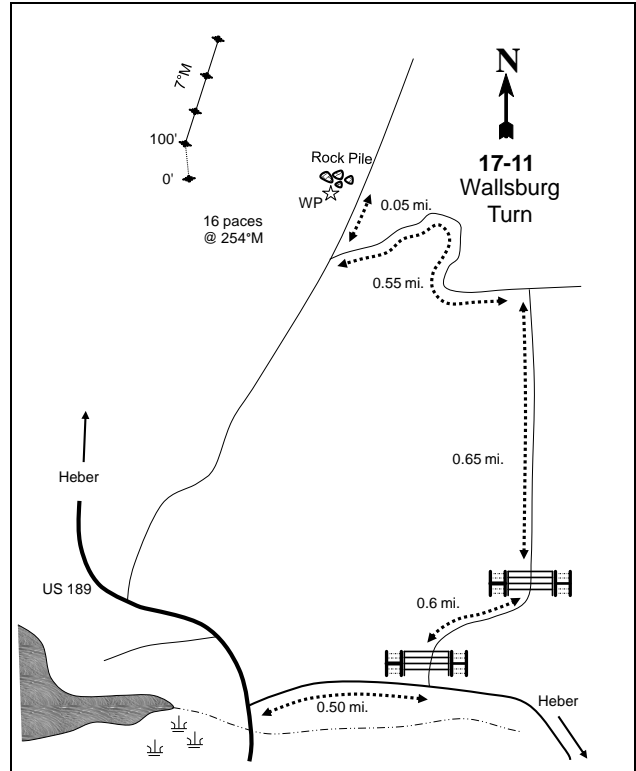 N
17-11
Wallsburg
Turn
7°M
100'
0'
Rock Pile
WP
16 paces
@ 254°M
0.05 mi.
0.55 mi.
0.65 mi.
Heber
US 189
0.6 mi.
0.50 mi.
Heber